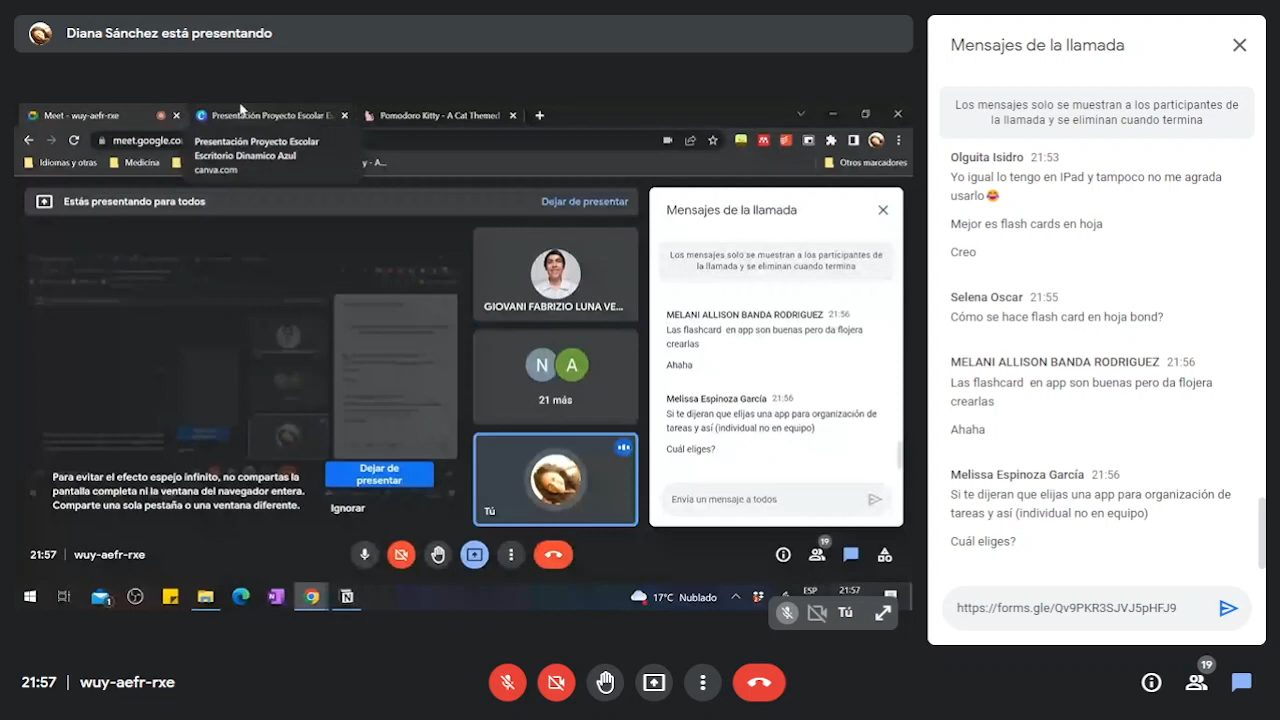 Diana Sánchez está presentando
Meet - wuy-aefr-rxe
Presentación Proyecto Escolar E
Pomodoro Kitty - A Cat Themed
meet.google.co
Presentación Proyecto Escolar
Escritorio Dinamico Azul
canva.com
Idiomas y otras
Medicina
y - A...
Otros marcadores
Estás presentando para todos
Dejar de presentar
GIOVANI FABRIZIO LUNA VE...
N A
21 más
Tú
Para evitar el efecto espejo infinito, no compartas la
pantalla completa ni la ventana del navegador entera.
Comparte una sola pestaña o una ventana diferente.
Dejar de
presentar
Ignorar
Mensajes de la llamada
Los mensajes solo se muestran a los participantes de
la llamada y se eliminan cuando termina
MELANI ALLISON BANDA RODRIGUEZ 21:56
Las flashcard en app son buenas pero da flojera
crearlas
Ahaha
Melissa Espinoza García 21:56
Si te dijeran que elijas una app para organización de
tareas y así (individual no en equipo)
Cuál eliges?
Envía un mensaje a todos
21:57 | wuy-aefr-rxe
19
17°C Nublado
ESP
21:57
Tú
Mensajes de la llamada
Los mensajes solo se muestran a los participantes de
la llamada y se eliminan cuando termina
Olguita Isidro 21:53
Yo igual lo tengo en IPad y tampoco no me agrada
usarlo😂
Mejor es flash cards en hoja
Creo
Selena Oscar 21:55
Cómo se hace flash card en hoja bond?
MELANI ALLISON BANDA RODRIGUEZ 21:56
Las flashcard en app son buenas pero da flojera
crearlas
Ahaha
Melissa Espinoza García 21:56
Si te dijeran que elijas una app para organización de
tareas y así (individual no en equipo)
Cuál eliges?
https://forms.gle/Qv9PKR3SJVJ5pHFJ9
21:57 | wuy-aefr-rxe
19